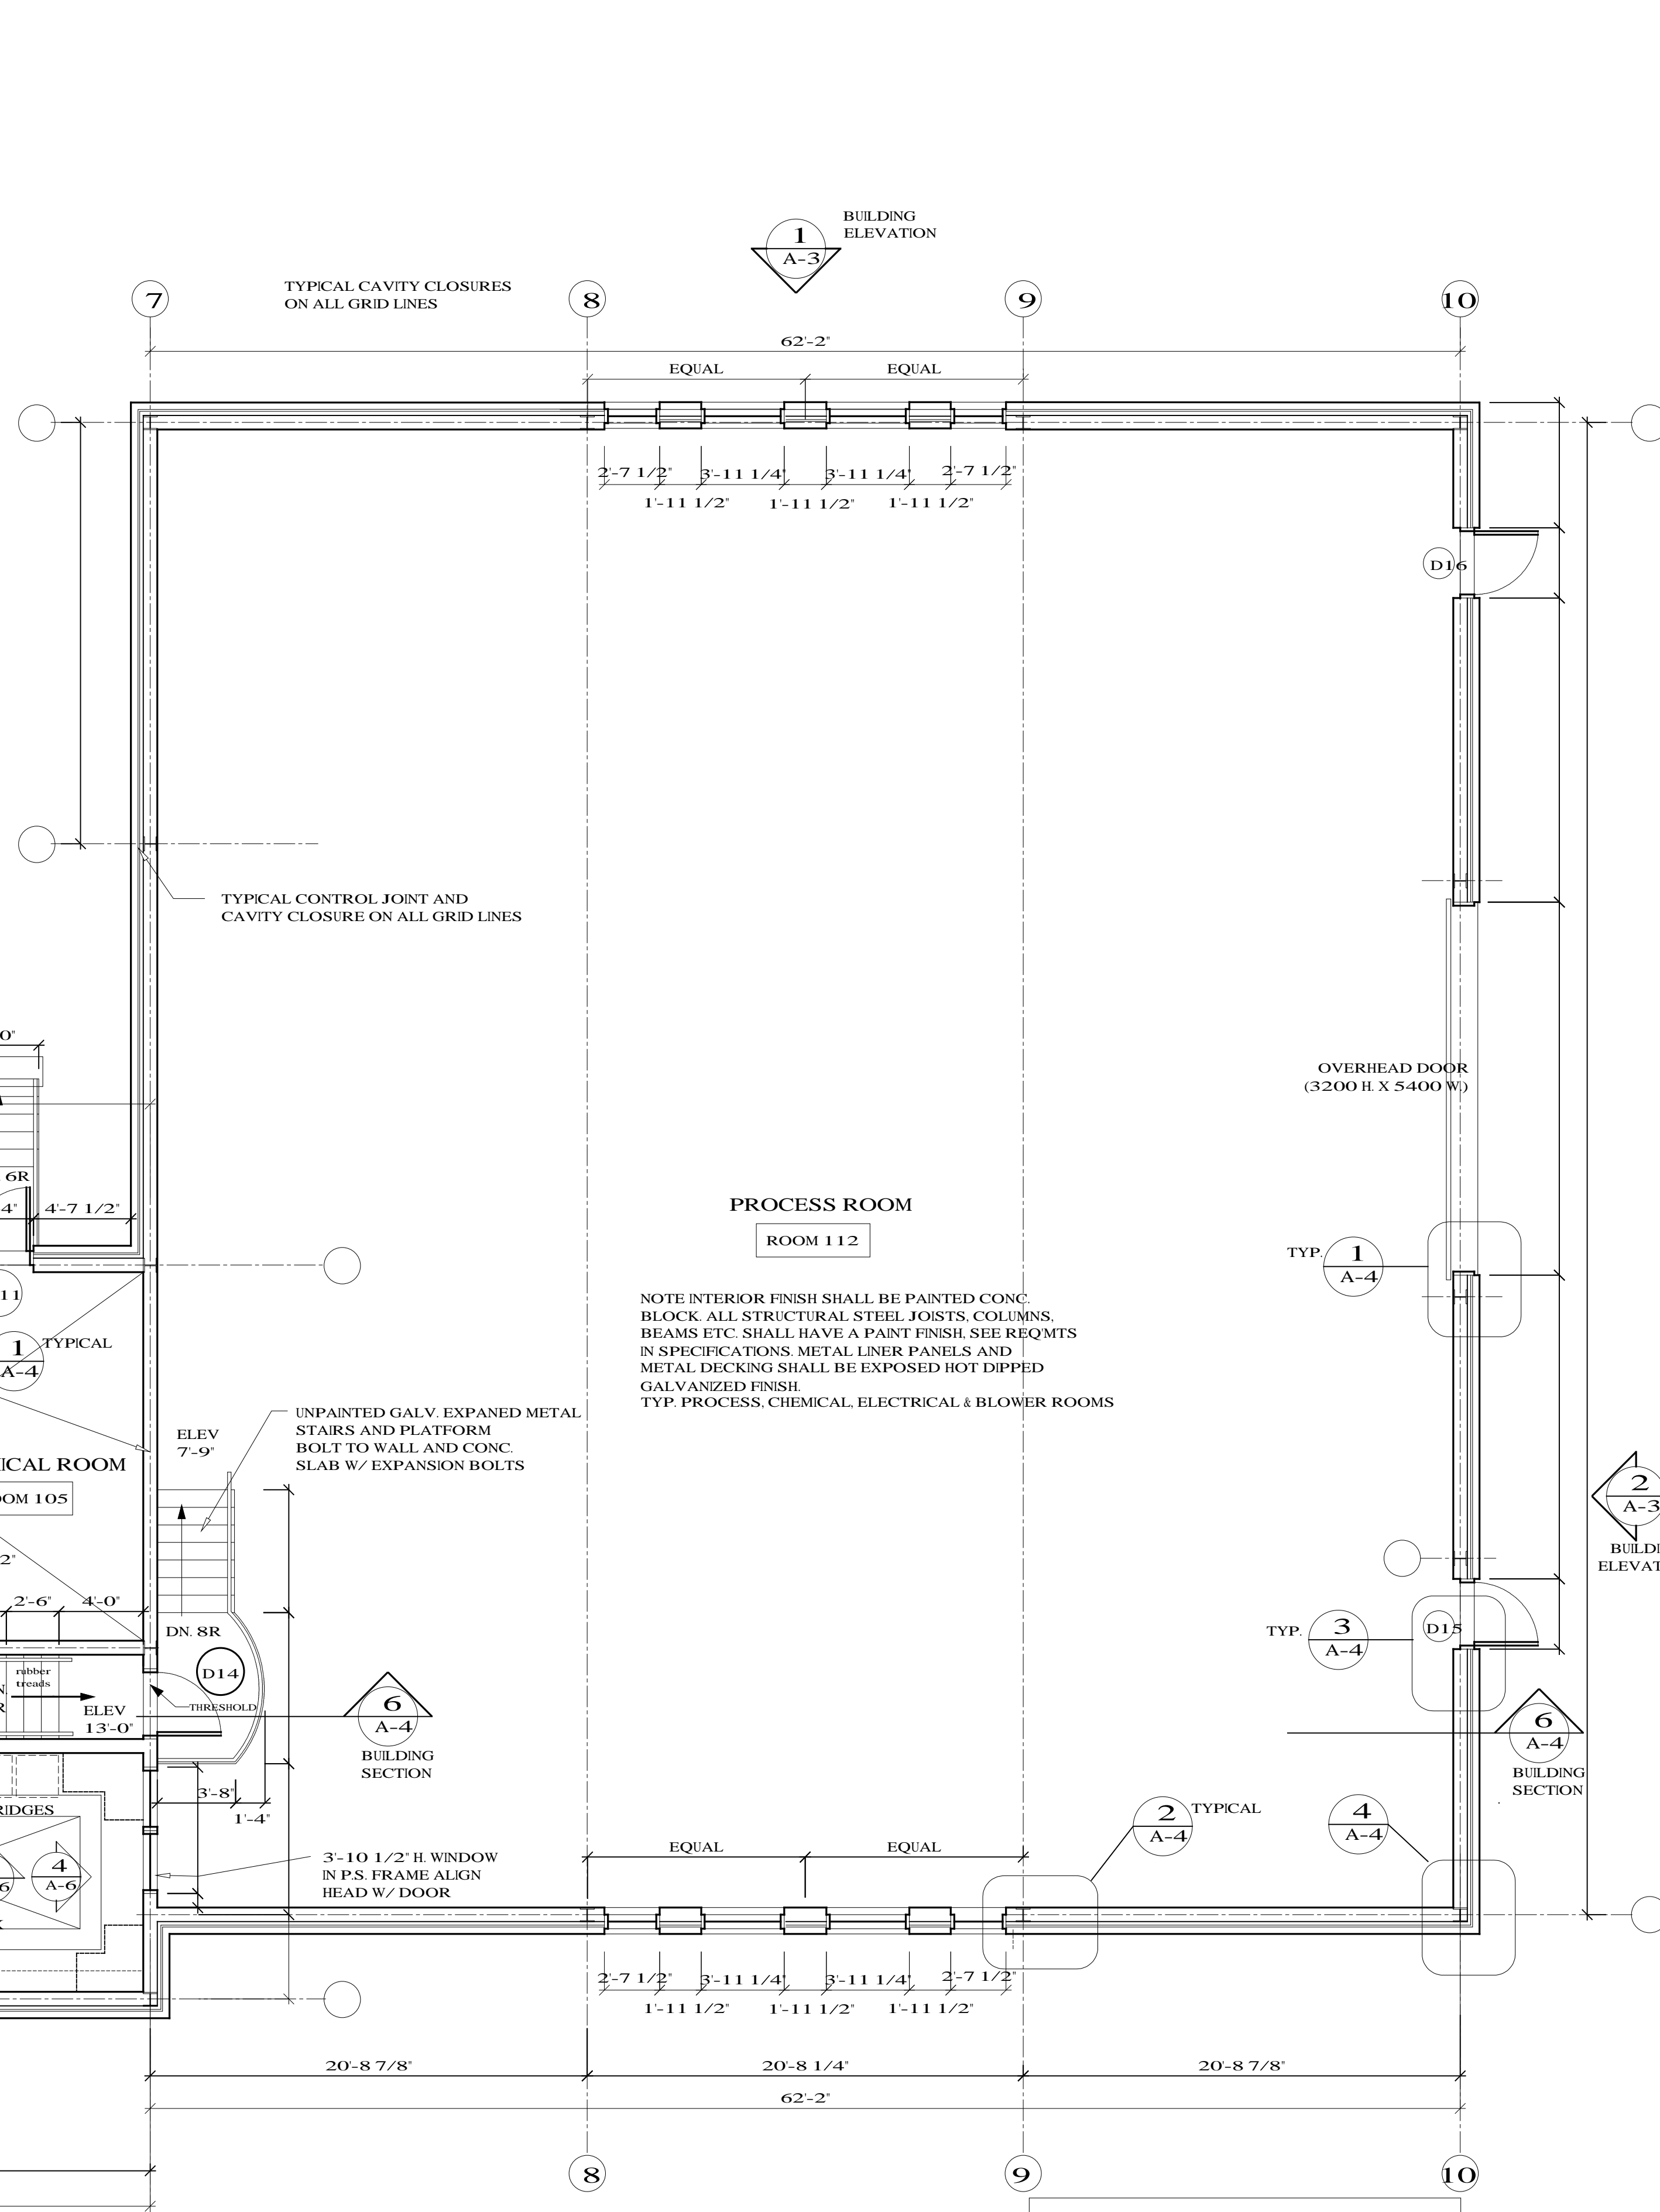 BUILDING
ELEVATION
1
A-3
TYPICAL CAVITY CLOSURES
ON ALL GRID LINES
7
8
9
10
62'-2"
EQUAL
EQUAL
2'-7 1/2"
3'-11 1/4"
3'-11 1/4"
2'-7 1/2"
1'-11 1/2"
1'-11 1/2"
1'-11 1/2"
D16
TYPICAL CONTROL JOINT AND
CAVITY CLOSURE ON ALL GRID LINES
0"
OVERHEAD DOOR
(3200 H. X 5400 W.)
6R
4"
4'-7 1/2"
PROCESS ROOM
ROOM 112
TYP.
1
A-4
11
NOTE INTERIOR FINISH SHALL BE PAINTED CONC.
BLOCK. ALL STRUCTURAL STEEL JOISTS, COLUMNS,
BEAMS ETC. SHALL HAVE A PAINT FINISH, SEE REQ'MTS
IN SPECIFICATIONS. METAL LINER PANELS AND
METAL DECKING SHALL BE EXPOSED HOT DIPPED
GALVANIZED FINISH.
TYP. PROCESS, CHEMICAL, ELECTRICAL & BLOWER ROOMS
1
A-4
TYPICAL
UNPAINTED GALV. EXPANED METAL
STAIRS AND PLATFORM
BOLT TO WALL AND CONC.
SLAB W/ EXPANSION BOLTS
ELEV
7'-9"
ICAL ROOM
OOM 105
2
A-3
BUILDI
ELEVAT
2"
2'-6"
4'-0"
DN. 8R
D14
THRESHOLD
rubber
treads
N.
R
ELEV
13'-0"
TYP.
3
A-4
D15
6
A-4
BUILDING
SECTION
6
A-4
BUILDING
SECTION
3'-8"
1'-4"
RIDGES
4
A-6
6
2
A-4
TYPICAL
4
A-4
EQUAL
EQUAL
3'-10 1/2" H. WINDOW
IN P.S. FRAME ALIGN
HEAD W/ DOOR
2'-7 1/2"
3'-11 1/4"
3'-11 1/4"
2'-7 1/2"
1'-11 1/2"
1'-11 1/2"
1'-11 1/2"
20'-8 7/8"
20'-8 1/4"
20'-8 7/8"
62'-2"
8
9
10